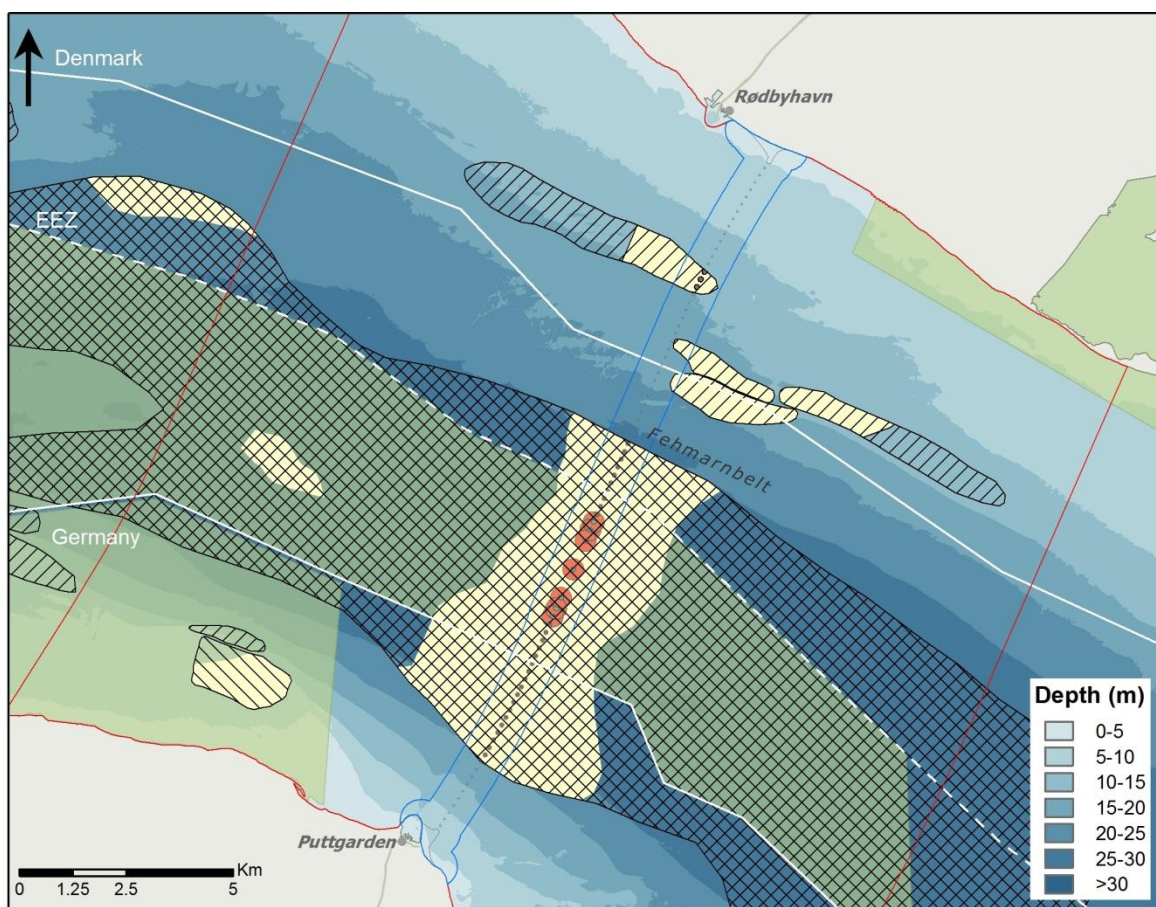 Denmark
Rødbyhavn
EEZ
Fehmarnbelt
Germany
Puttgarden
Km
0 1.25 2.5 5
Depth (m)
0-5
5-10
10-15
15-20
20-25
25-30
>30